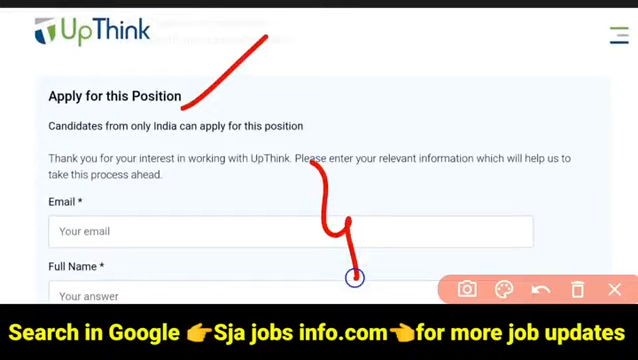 UpThink
Apply for this Position
Candidates from only India can apply for this position
Thank you for your interest in working with UpThink. Please enter your relevant information which will help us to
take this process ahead.
Email *
Your email
Full Name *
Your answer
Search in Google 👉Sja jobs info.com👈for more job updates